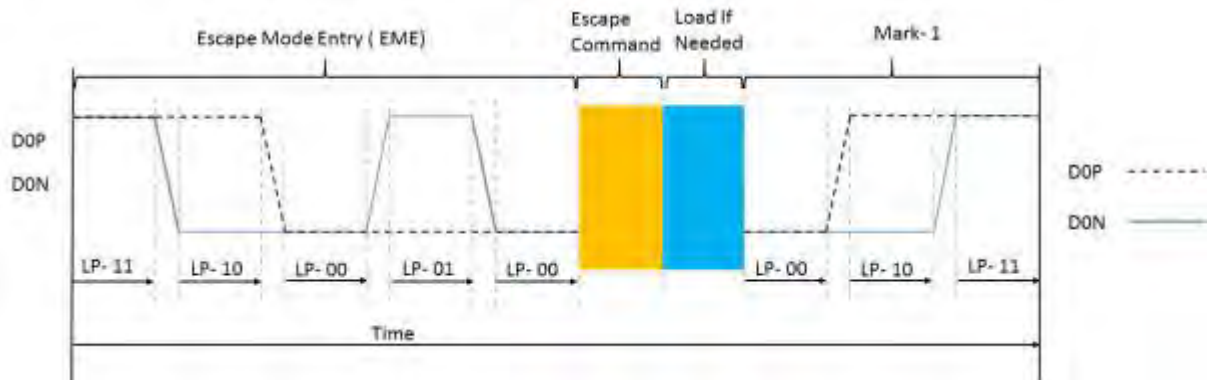 Escape Mode Entry ( EME)
Escape
Command
Load If
Needed
Mark- 1
D0P
D0N
D0P
D0N
LP- 11
LP- 10
LP- 00
LP- 01
LP- 00
LP- 00
LP- 10
LP- 11
Time